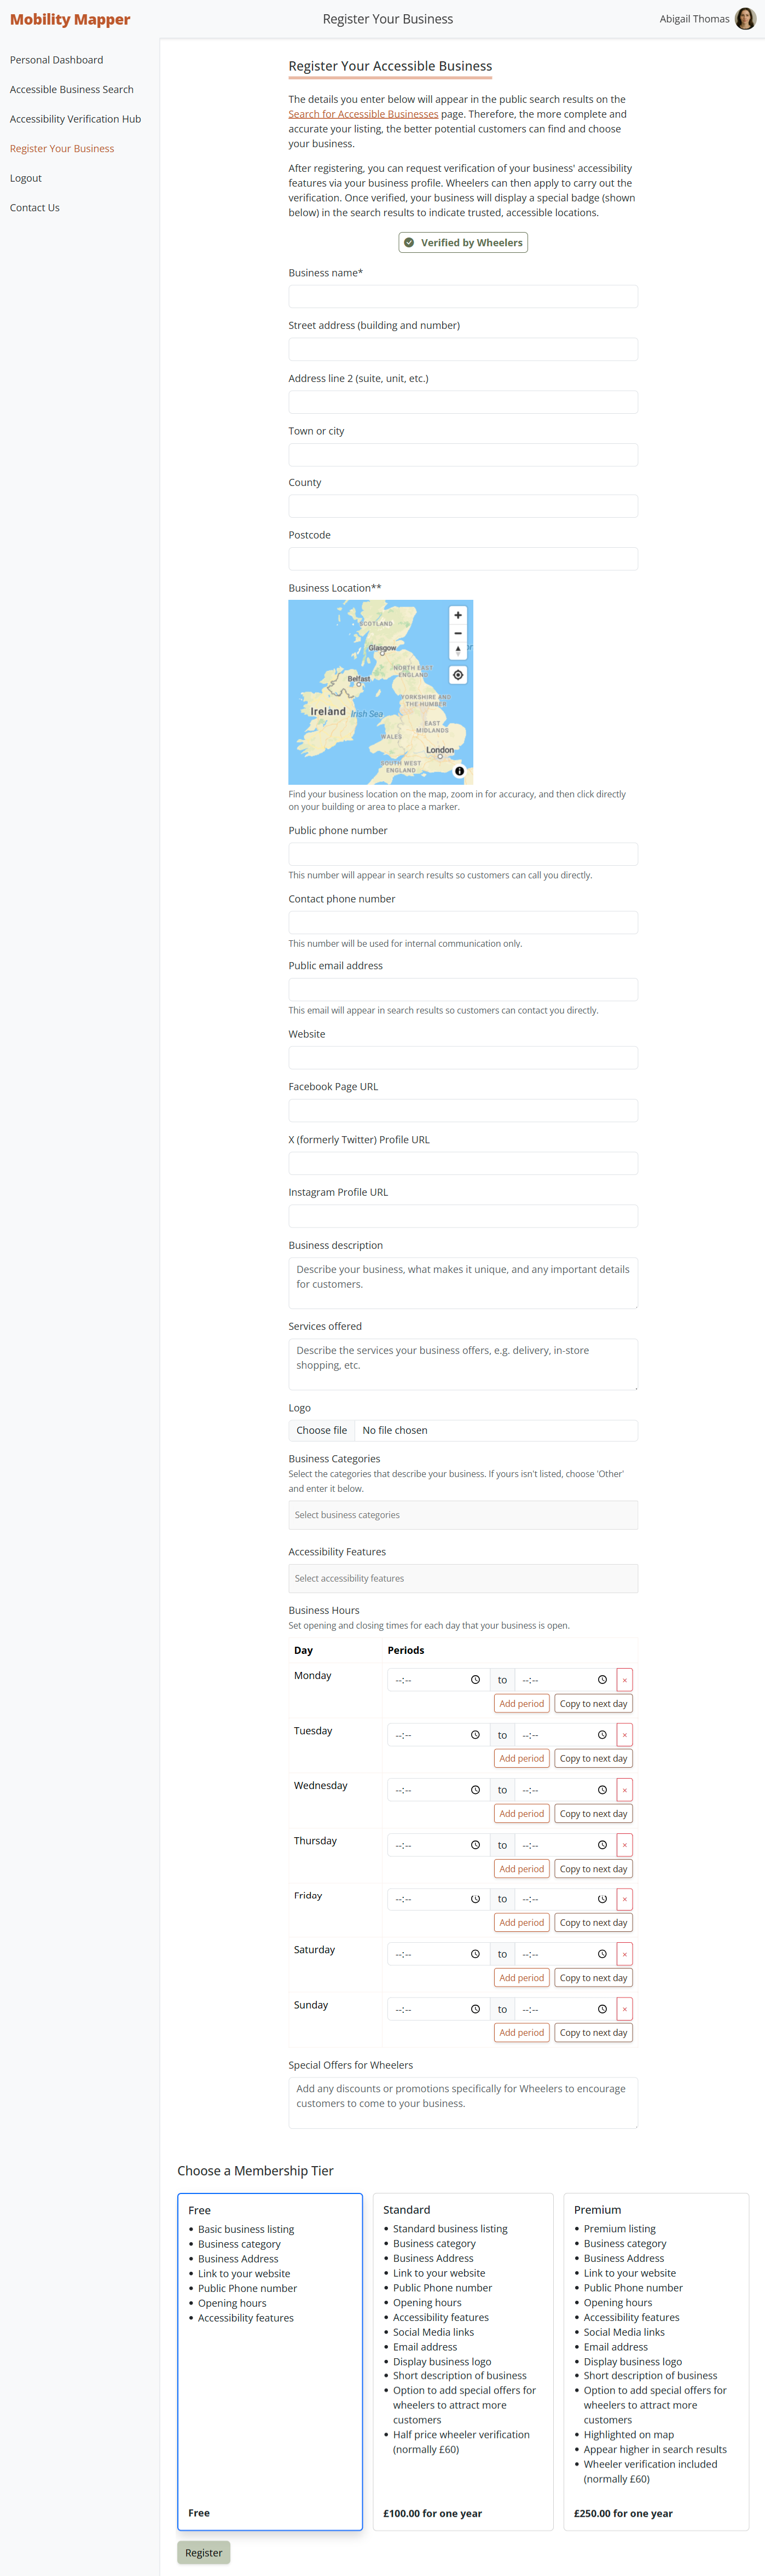 Mobility Mapper
Register Your Business
Abigail Thomas
Personal Dashboard
Accessible Business Search
Accessibility Verification Hub
Register Your Business
Logout
Contact Us
Register Your Accessible Business
The details you enter below will appear in the public search results on the
Search for Accessible Businesses page. Therefore, the more complete and
accurate your listing, the better potential customers can find and choose
your business.
After registering, you can request verification of your business' accessibility
features via your business profile. Wheelers can then apply to carry out the
verification. Once verified, your business will display a special badge (shown
below) in the search results to indicate trusted, accessible locations.
Verified by Wheelers
Business name*
Street address (building and number)
Address line 2 (suite, unit, etc.)
Town or city
County
Postcode
Business Location**
SCOTLAND
Glasgow
NORTH EAST
ENGLAND
Belfast
YORKSHIRE AND
THE HUMBER
Ireland
Irish Sea
EAST
MIDLANDS
WALES
London
SOUTH WEST
ENGLAND
Find your business location on the map, zoom in for accuracy, and then click directly
on your building or area to place a marker.
Public phone number
This number will appear in search results so customers can call you directly.
Contact phone number
This number will be used for internal communication only.
Public email address
This email will appear in search results so customers can contact you directly.
Website
Facebook Page URL
X (formerly Twitter) Profile URL
Instagram Profile URL
Business description
Describe your business, what makes it unique, and any important details
for customers.
Services offered
Describe the services your business offers, e.g. delivery, in-store
shopping, etc.
Logo
Choose file No file chosen
Business Categories
Select the categories that describe your business. If yours isn't listed, choose 'Other'
and enter it below.
Select business categories
Accessibility Features
Select accessibility features
Business Hours
Set opening and closing times for each day that your business is open.
Day Periods
Monday --:-- to --:-- ×
Add period Copy to next day
Tuesday --:-- to --:-- ×
Add period Copy to next day
Wednesday --:-- to --:-- ×
Add period Copy to next day
Thursday --:-- to --:-- ×
Add period Copy to next day
Friday --:-- to --:-- ×
Add period Copy to next day
Saturday --:-- to --:-- ×
Add period Copy to next day
Sunday --:-- to --:-- ×
Add period Copy to next day
Special Offers for Wheelers
Add any discounts or promotions specifically for Wheelers to encourage
customers to come to your business.
Choose a Membership Tier
Free
• Basic business listing
• Business category
• Business Address
• Link to your website
• Public Phone number
• Opening hours
• Accessibility features
Free
Standard
• Standard business listing
• Business category
• Business Address
• Link to your website
• Public Phone number
• Opening hours
• Accessibility features
• Social Media links
• Email address
• Display business logo
• Short description of business
• Option to add special offers for
wheelers to attract more
customers
• Half price wheeler verification
(normally £60)
£100.00 for one year
Premium
• Premium listing
• Business category
• Business Address
• Link to your website
• Public Phone number
• Opening hours
• Accessibility features
• Social Media links
• Email address
• Display business logo
• Short description of business
• Option to add special offers for
wheelers to attract more
customers
• Highlighted on map
• Appear higher in search results
• Wheeler verification included
(normally £60)
£250.00 for one year
Register